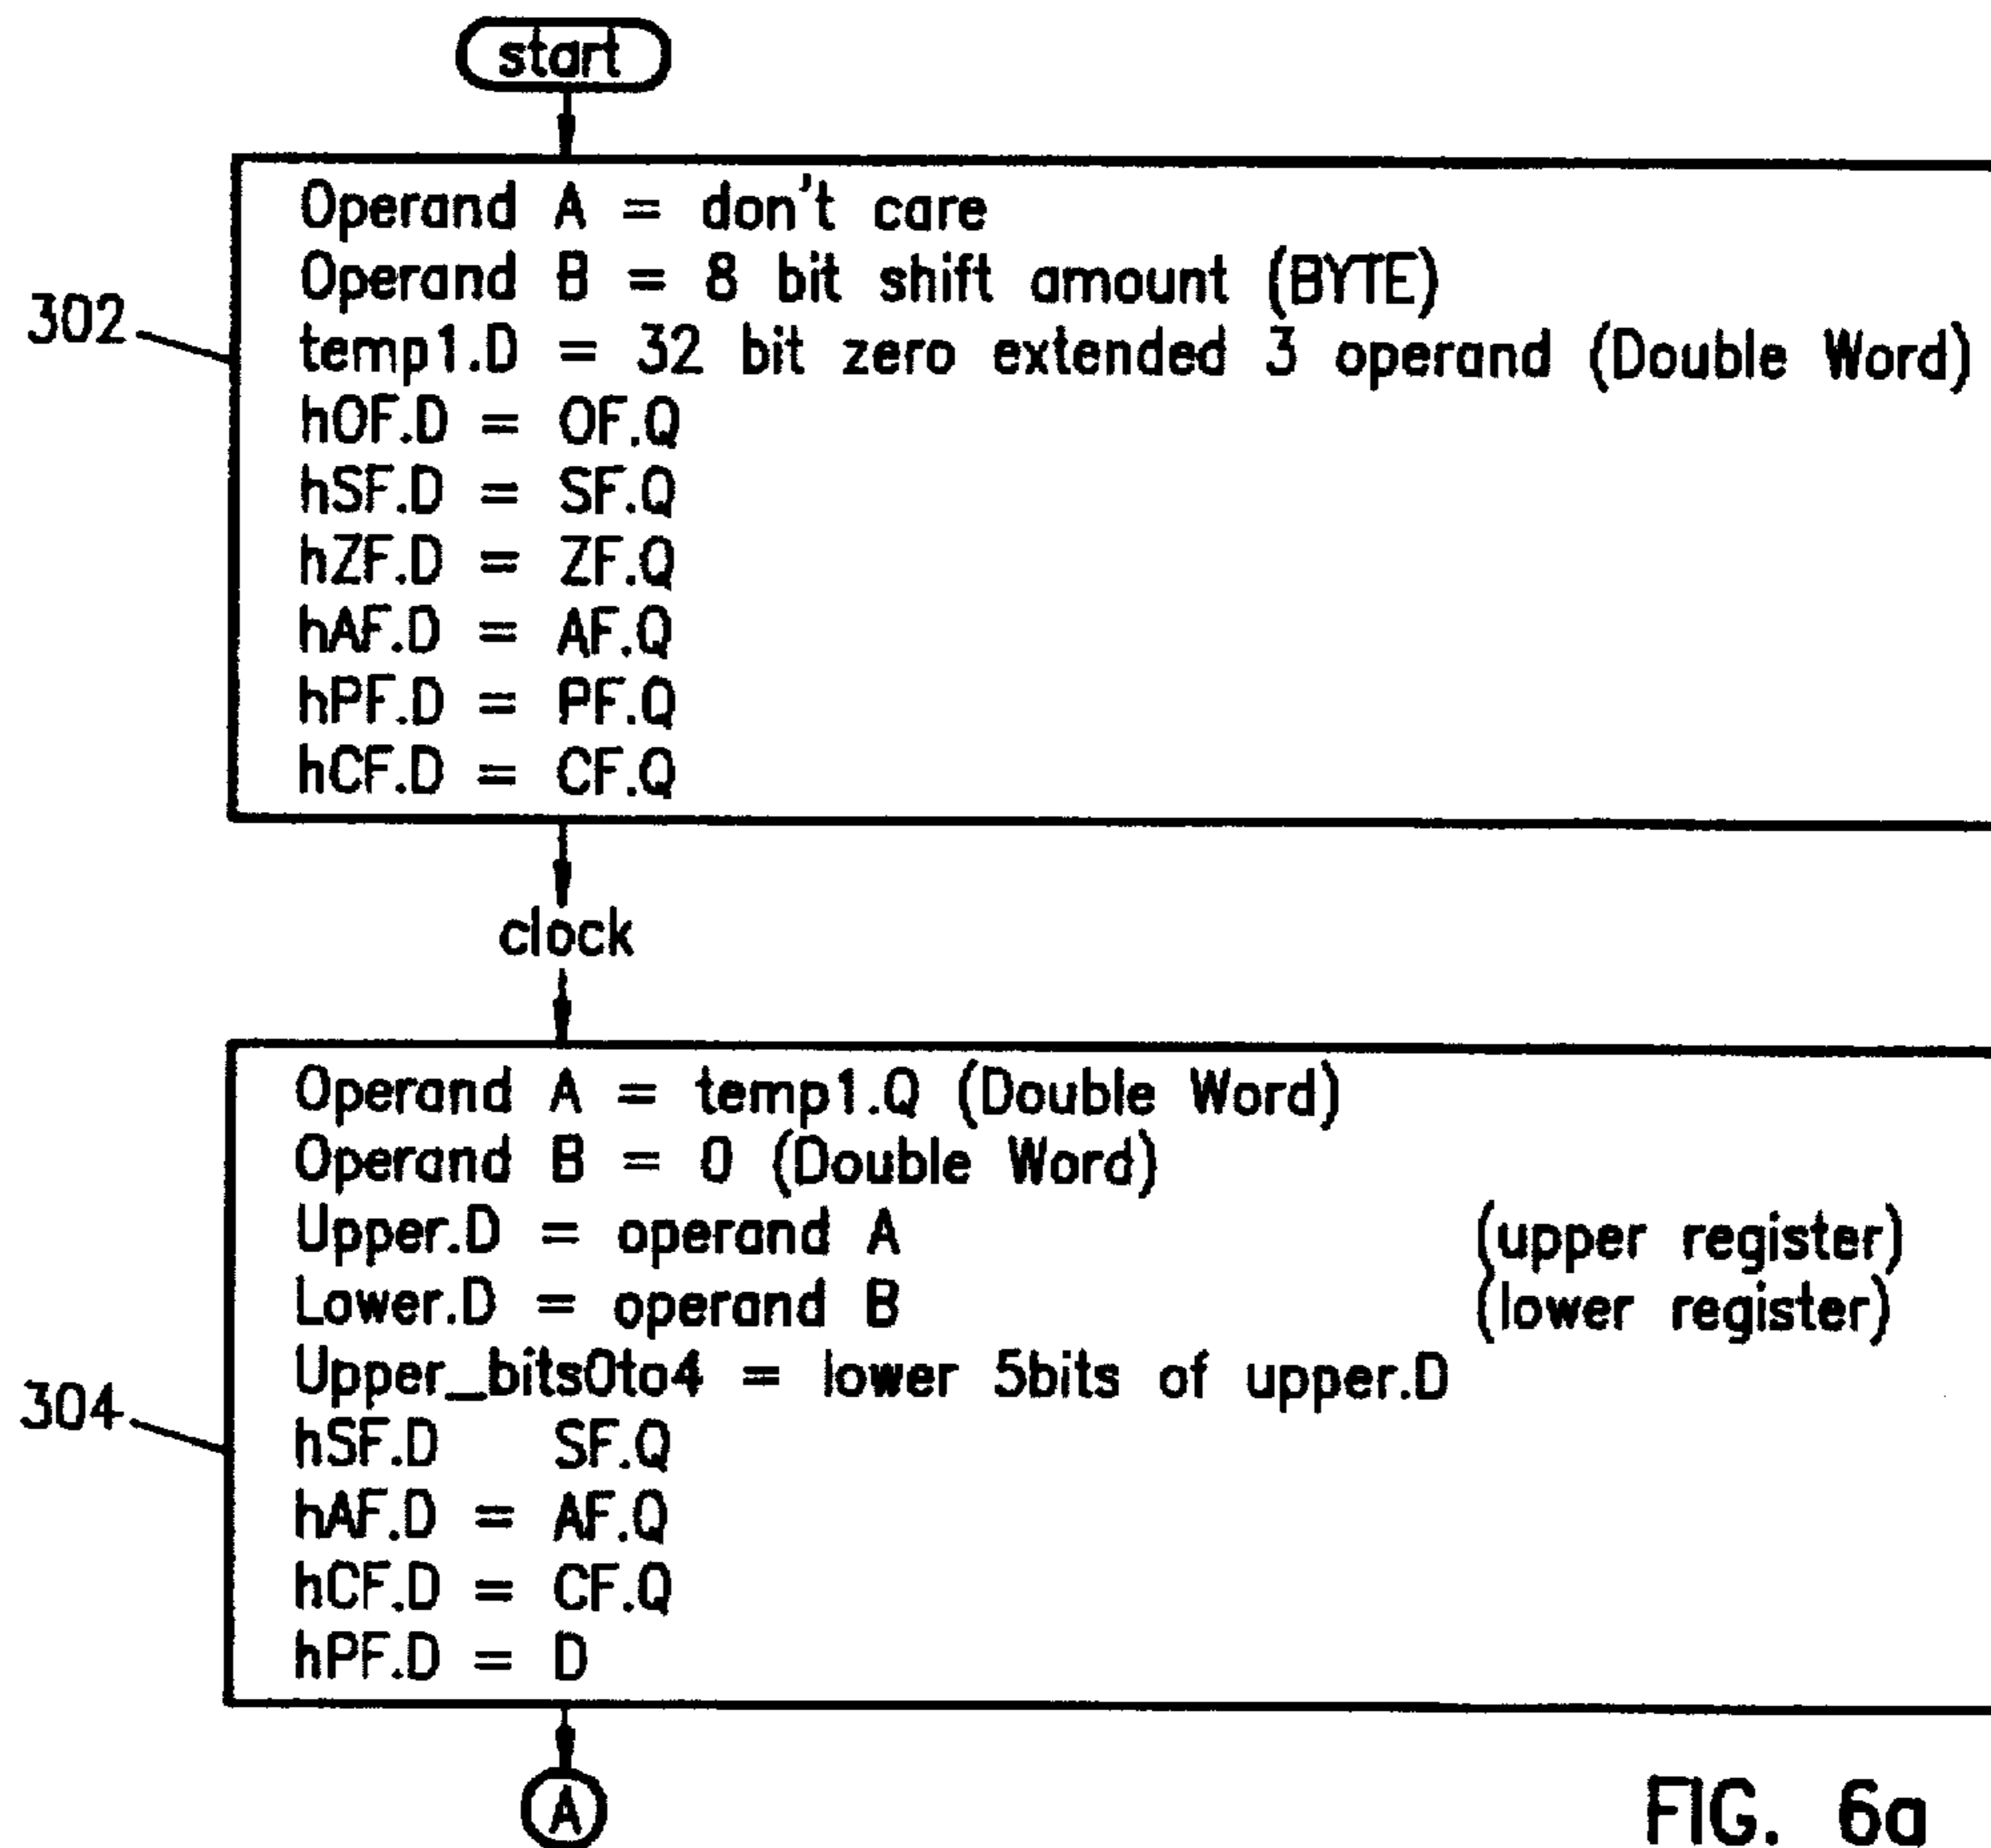 start
Operand A = don't care
Operand B = 8 bit shift amount (BYTE)
302
temp1.D = 32 bit zero extended 3 operand (Double Word)
hOF.D = OF.Q
hSF.D = SF.Q
hZF.D = ZF.Q
hAF.D = AF.Q
hPF.D = PF.Q
hCF.D = CF.Q
clock
Operand A = temp1.Q (Double Word)
Operand B = 0 (Double Word)
Upper.D = operand A (upper register)
Lower.D = operand B (lower register)
Upper_bits0to4 = lower 5bits of upper.D
304
hSF.D SF.Q
hAF.D = AF.Q
hCF.D = CF.Q
hPF.D = D
A
FIG. 6a